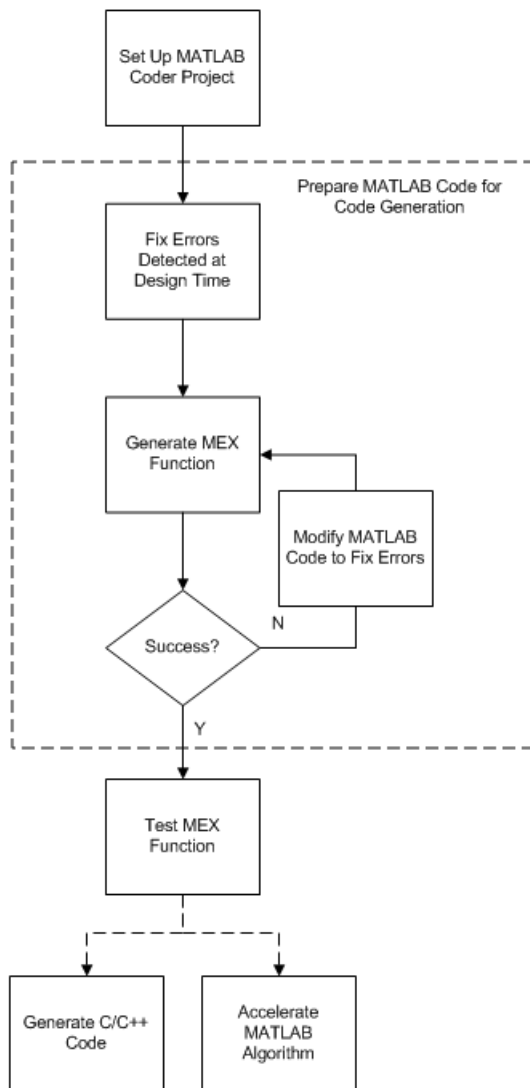 Set Up MATLAB
Coder Project
Prepare MATLAB Code for
Code Generation
Fix Errors
Detected at
Design Time
Generate MEX
Function
Modify MATLAB
Code to Fix Errors
N
Success?
Y
Test MEX
Function
Generate C/C++
Code
Accelerate
MATLAB
Algorithm